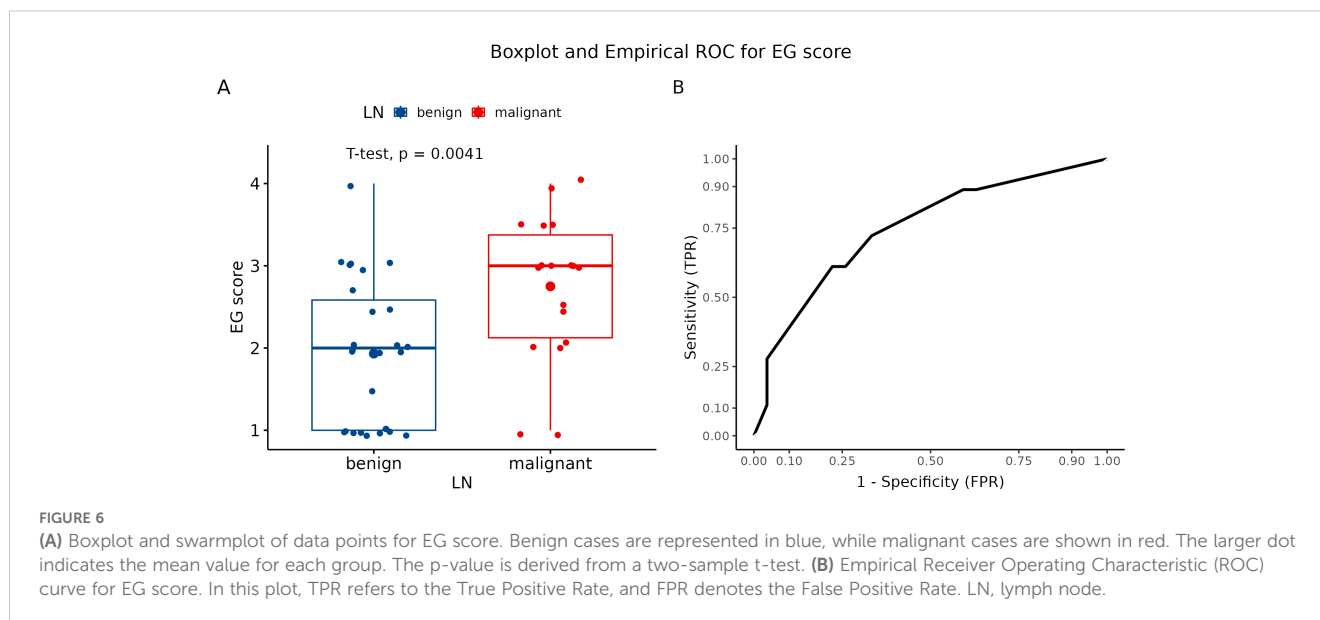 Boxplot and Empirical ROC for EG score
A
LN benign malignant
T-test, p = 0.0041
4
3
2
1
EG score
benign malignant
LN
B
1.00
0.90
0.75
0.50
0.25
0.10
0.00
Sensitivity (TPR)
0.00 0.10 0.25 0.50 0.75 0.90 1.00
1 - Specificity (FPR)
FIGURE 6
(A) Boxplot and swarmplot of data points for EG score. Benign cases are represented in blue, while malignant cases are shown in red. The larger dot
indicates the mean value for each group. The p-value is derived from a two-sample t-test. (B) Empirical Receiver Operating Characteristic (ROC)
curve for EG score. In this plot, TPR refers to the True Positive Rate, and FPR denotes the False Positive Rate. LN, lymph node.